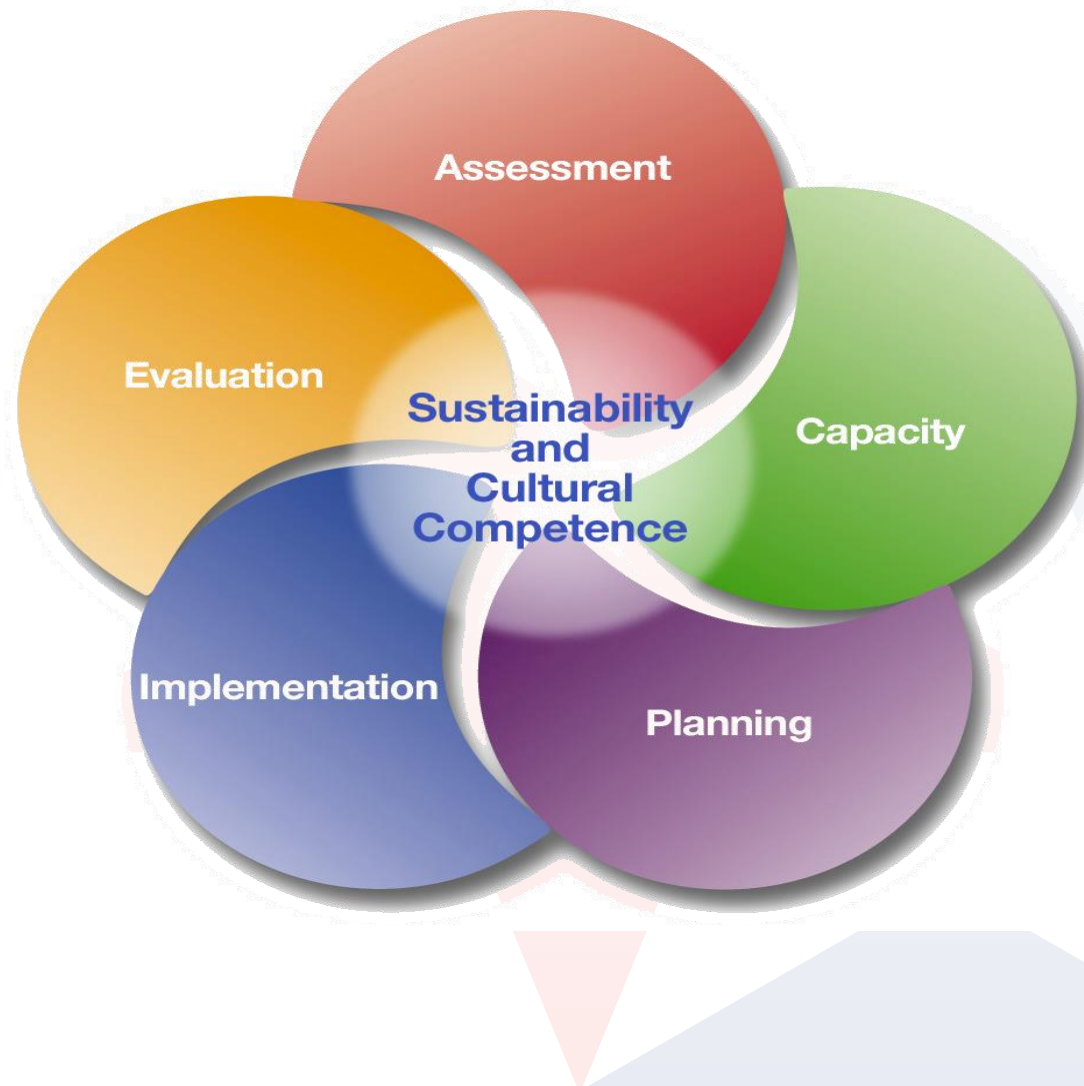 Assessment
Evaluation
Capacity
Sustainability
and
Cultural
Competence
Implementation
Planning